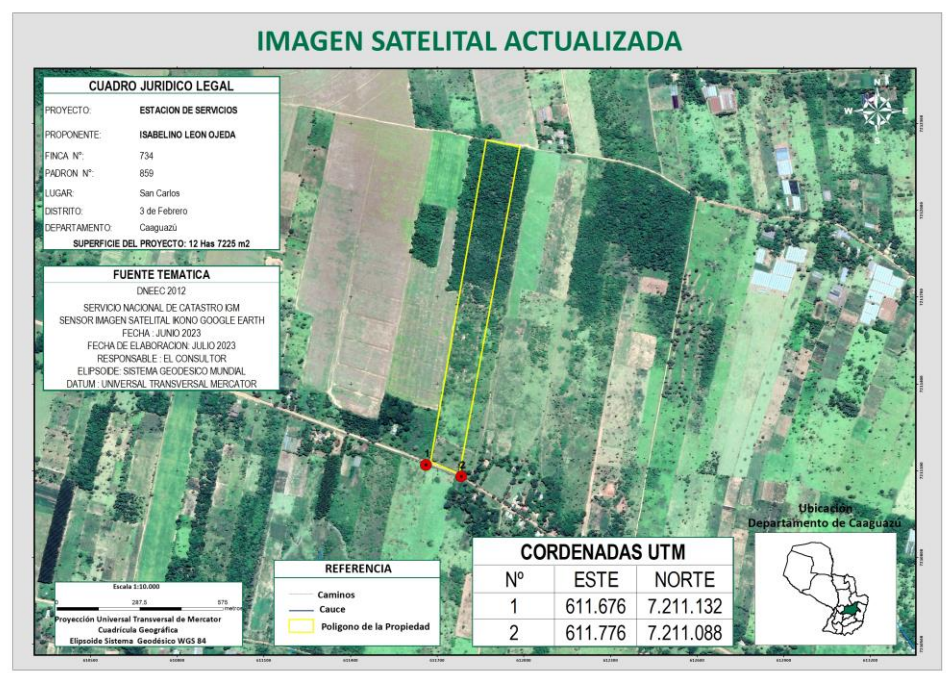 IMAGEN SATELITAL ACTUALIZADA
CUADRO JURIDICO LEGAL
PROYECTO: ESTACION DE SERVICIOS
PROPONENTE: ISABELINO LEON OJEDA
FINCA N°: 734
PADRON N°: 859
LUGAR: San Carlos
DISTRITO: 3 de Febrero
DEPARTAMENTO: Caaguazú
SUPERFICIE DEL PROYECTO: 12 Has 7225 m2
FUENTE TEMATICA
DNEEC 2012
SERVICIO NACIONAL DE CATASTRO IGM
SENSOR IMAGEN SATELITAL IKONO GOOGLE EARTH
FECHA : JUNIO 2023
FECHA DE ELABORACION: JULIO 2023
RESPONSABLE : EL CONSULTOR
ELIPSOIDE: SISTEMA GEODESICO MUNDIAL
DATUM : UNIVERSAL TRANSVERSAL MERCATOR
N
W E
S
2
Ubicación
Departamento de Caaguazú
CORDENADAS UTM
Nº ESTE NORTE
1 611.676 7.211.132
2 611.776 7.211.088
REFERENCIA
Caminos
Cauce
Poligono de la Propiedad
Escala 1:10.000
0 287.5 575
metros
Proyección Universal Transversal de Mercator
Cuadrícula Geográfica
Elipsoide Sistema Geodésico WGS 84